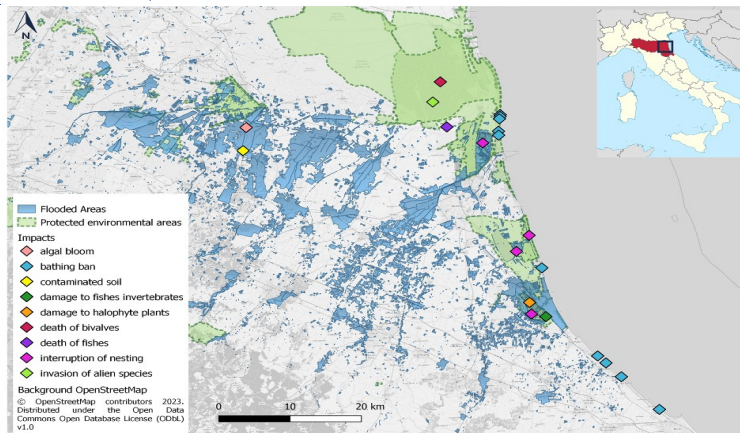 N
Flooded Areas
Protected environmental areas
Impacts
algal bloom
bathing ban
contaminated soil
damage to fishes invertebrates
damage to halophyte plants
death of bivalves
death of fishes
interruption of nesting
invasion of alien species
Background OpenStreetMap
© OpenStreetMap contributors 2023.
Distributed under the Open Data
Commons Open Database License (ODbL)
v1.0
0 10 20 km